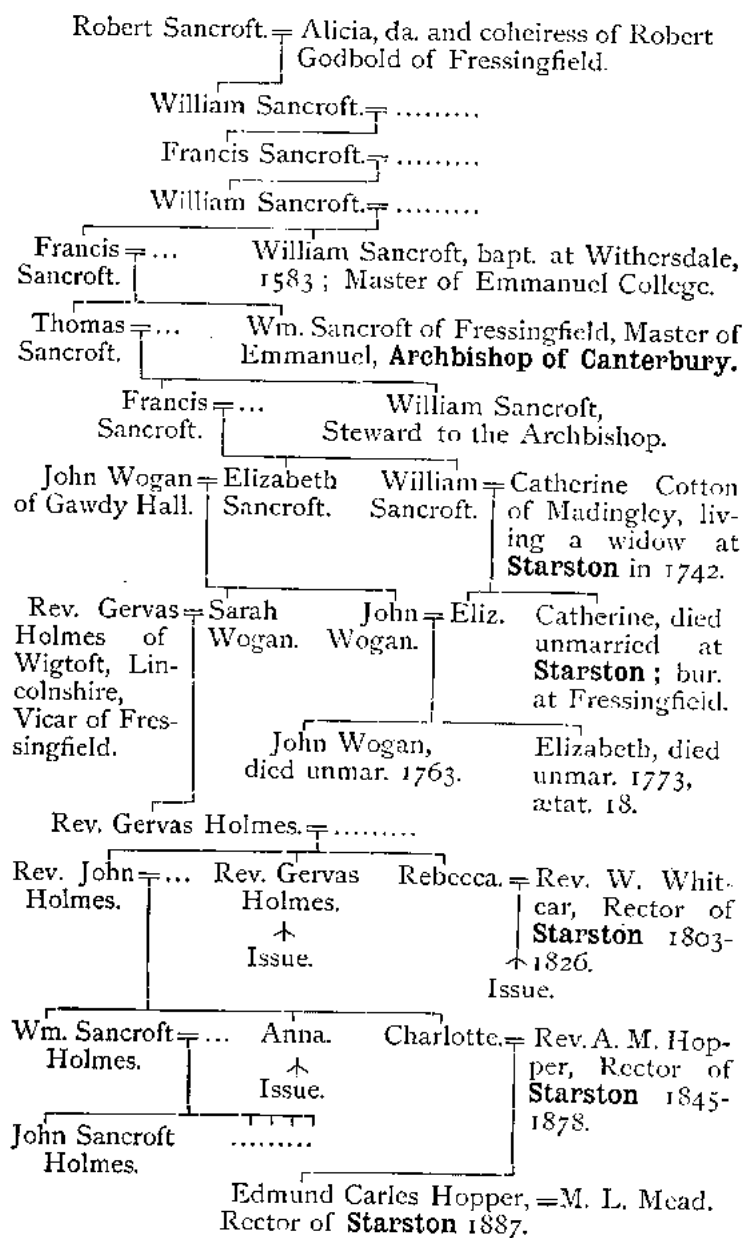 Robert Sancroft. = Alicia, da. and coheiress of Robert
Godbold of Fressingfield.
William Sancroft. = .........
Francis Sancroft. = .........
William Sancroft. = .........
Francis = ... William Sancroft, bapt. at Withersdale,
Sancroft. 1583 ; Master of Emmanuel College.
Thomas = ... Wm. Sancroft of Fressingfield, Master of
Sancroft. Emmanuel, Archbishop of Canterbury.
Francis = ... William Sancroft,
Sancroft. Steward to the Archbishop.
John Wogan = Elizabeth William = Catherine Cotton
of Gawdy Hall. Sancroft. Sancroft. of Madingley, liv-
ing a widow at
Starston in 1742.
Rev. Gervas = Sarah John = Eliz. Catherine, died
Holmes of Wogan. Wogan. unmarried at
Wigtoft, Lin- Starston ; bur.
colnshire, at Fressingfield.
Vicar of Fres-
singfield.
John Wogan, Elizabeth, died
died unmar. 1763. unmar. 1773,
ætat. 18.
Rev. Gervas Holmes. = .........
Rev. John = ... Rev. Gervas Rebecca. = Rev. W. Whit-
Holmes. Holmes. car, Rector of
Starston 1803-
Issue. 1826.
Issue.
Wm. Sancroft = ... Anna. Charlotte. = Rev. A. M. Hop-
Holmes. per, Rector of
Issue. Starston 1845-
1878.
John Sancroft .........
Holmes.
Edmund Carles Hopper, = M. L. Mead.
Rector of Starston 1887.